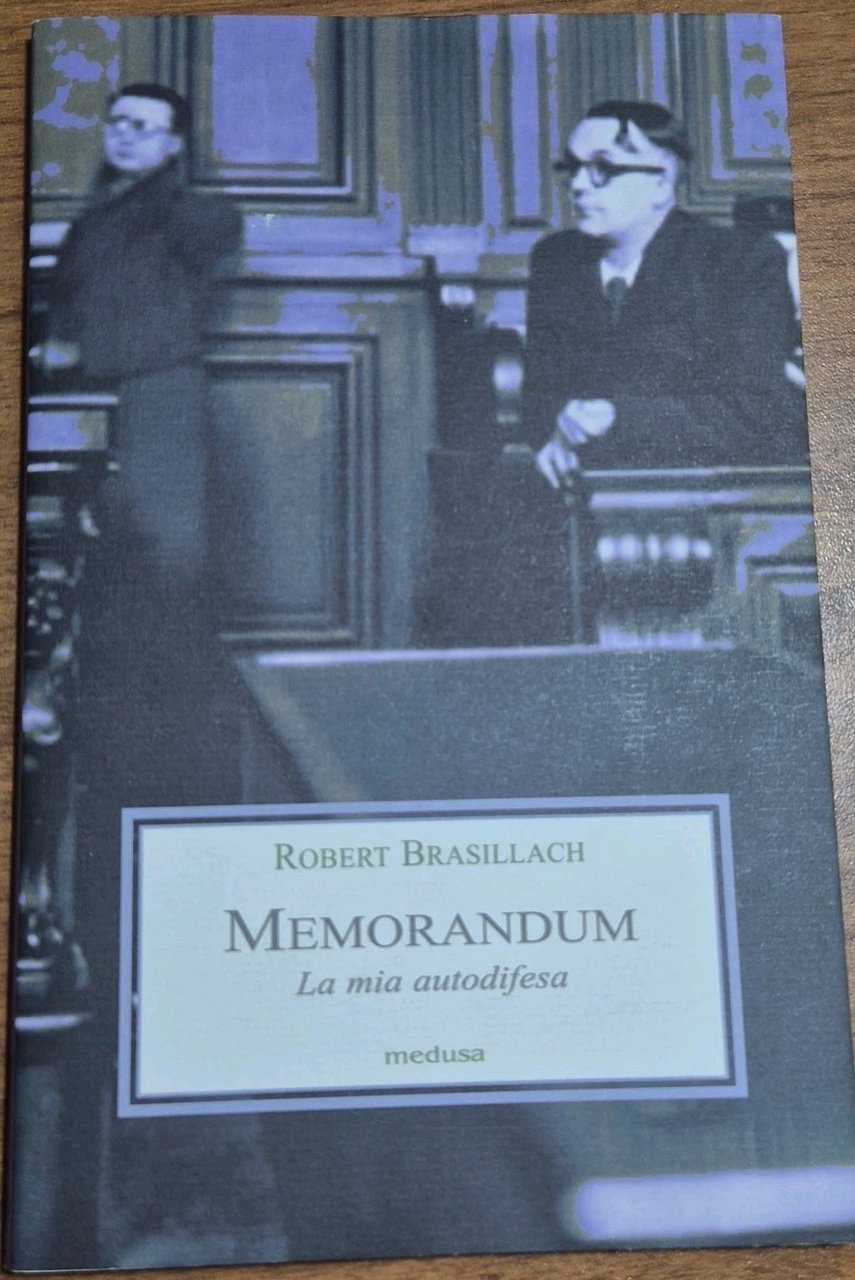 ROBERT BRASILLACH
MEMORANDUM
La mia autodifesa
medusa